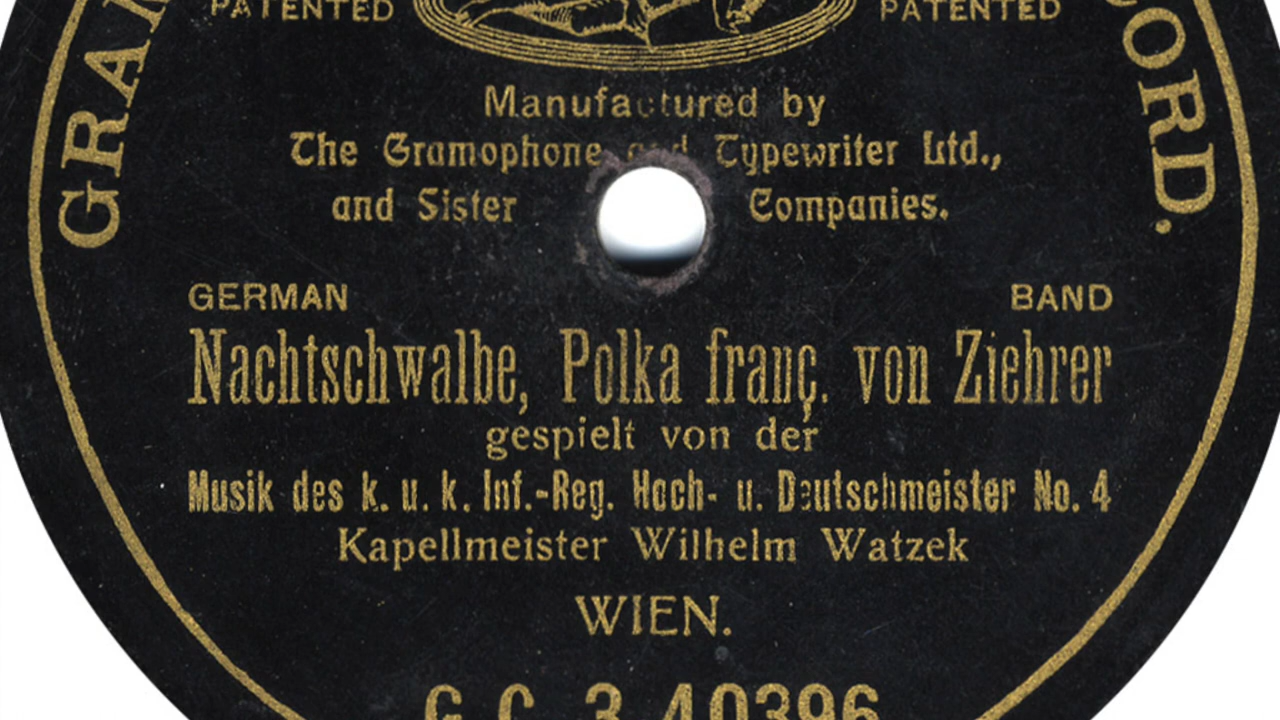 PATENTED PATENTED
Manufactured by
The Gramophone and Typewriter Ltd.,
and Sister Companies.
GERMAN BAND
Nachtschwalbe, Polka franç. von Ziehrer
gespielt von der
Musik des k. u. k. Inf.-Reg. Hoch- u. Deutschmeister No. 4
Kapellmeister Wilhelm Watzek
WIEN.